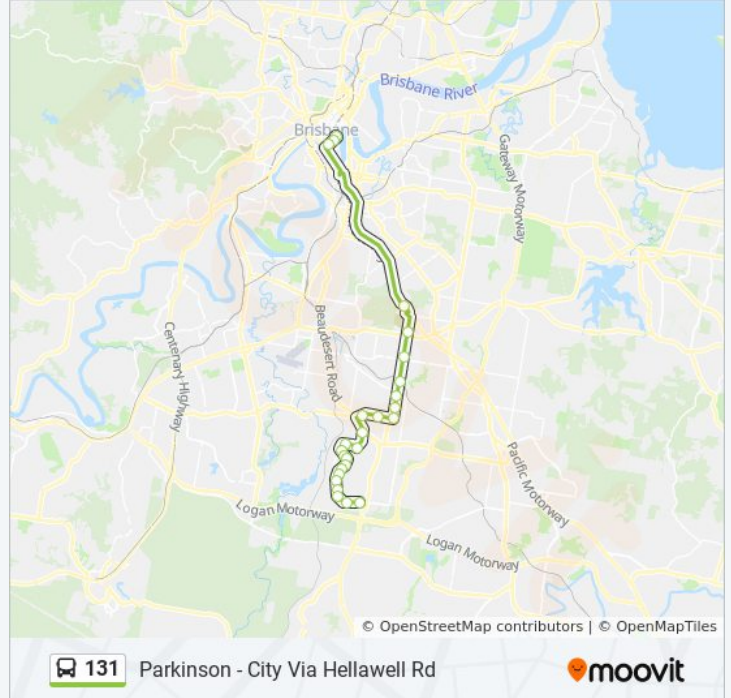 Brisbane River
Brisbane
Gateway Motorway
Beaudesert Road
Centenary Highway
Pacific Motorway
Logan Motorway
Logan Motorway
© OpenStreetMap contributors | © OpenMapTiles
131 Parkinson - City Via Hellawell Rd
moovit